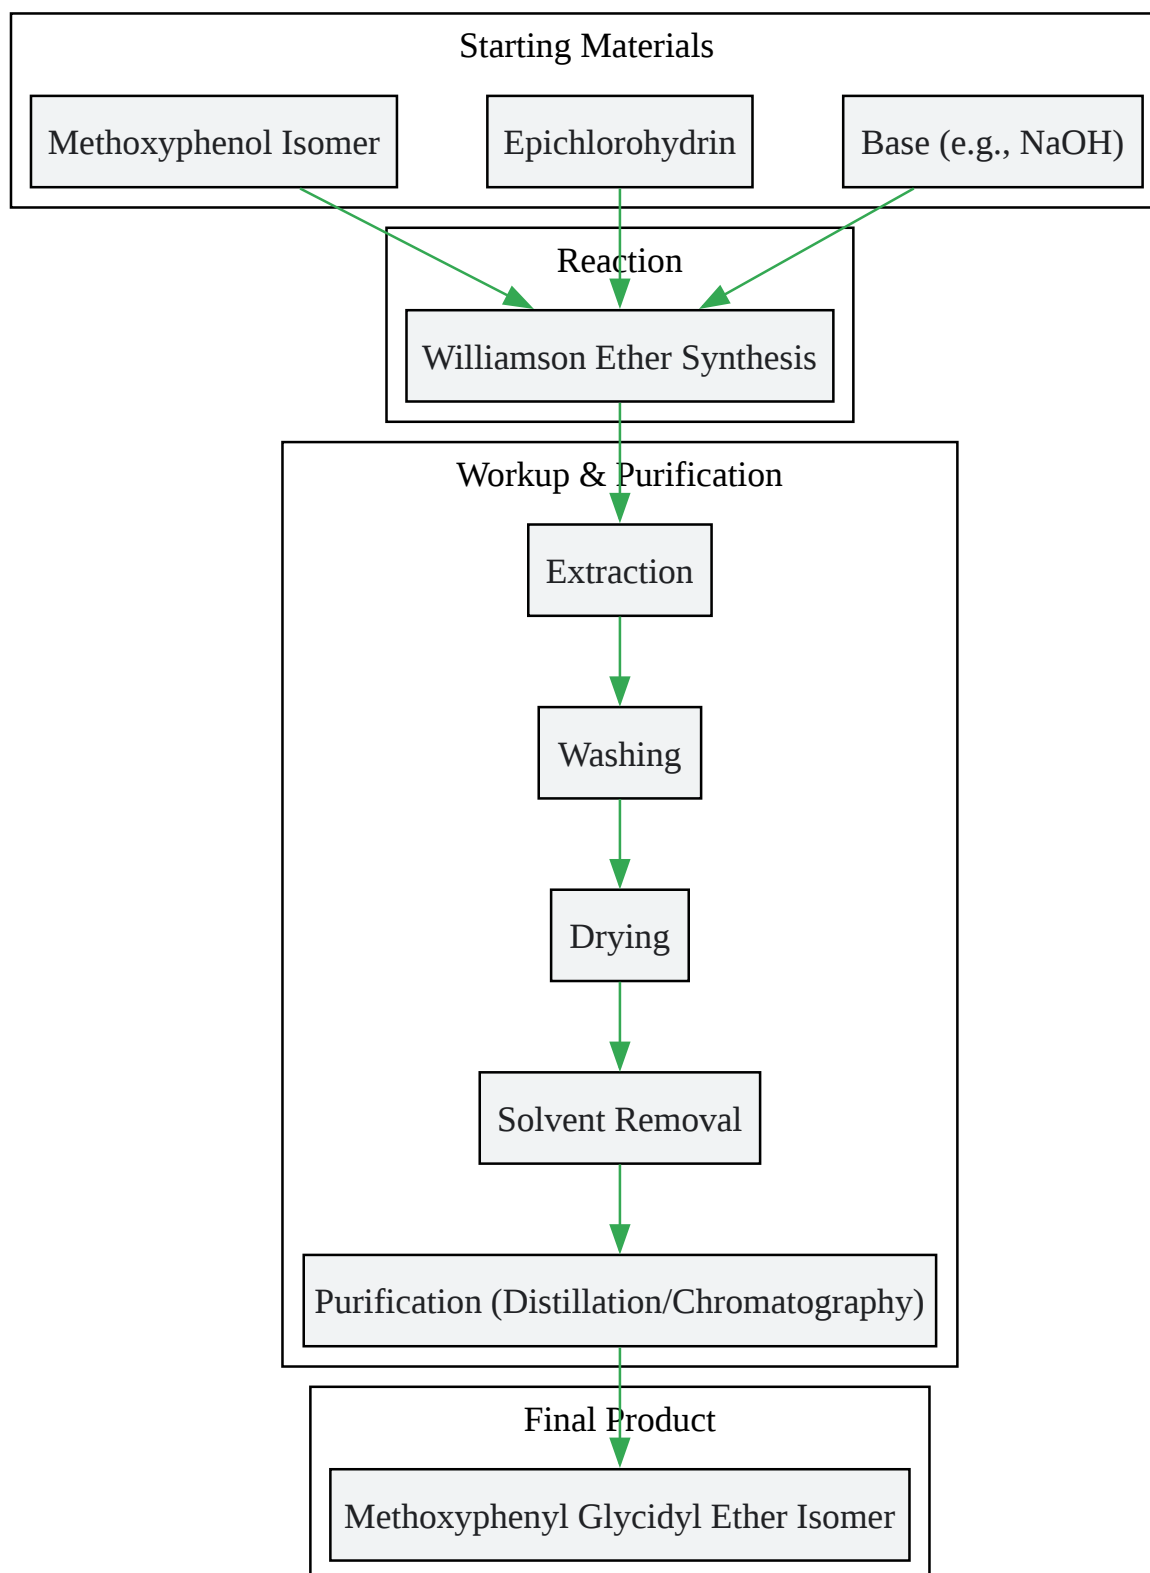 Starting Materials
Methoxyphenol Isomer
Epichlorohydrin
Base (e.g., NaOH)
Reaction
Williamson Ether Synthesis
Workup & Purification
Extraction
Washing
Drying
Solvent Removal
Purification (Distillation/Chromatography)
Final Product
Methoxyphenyl Glycidyl Ether Isomer